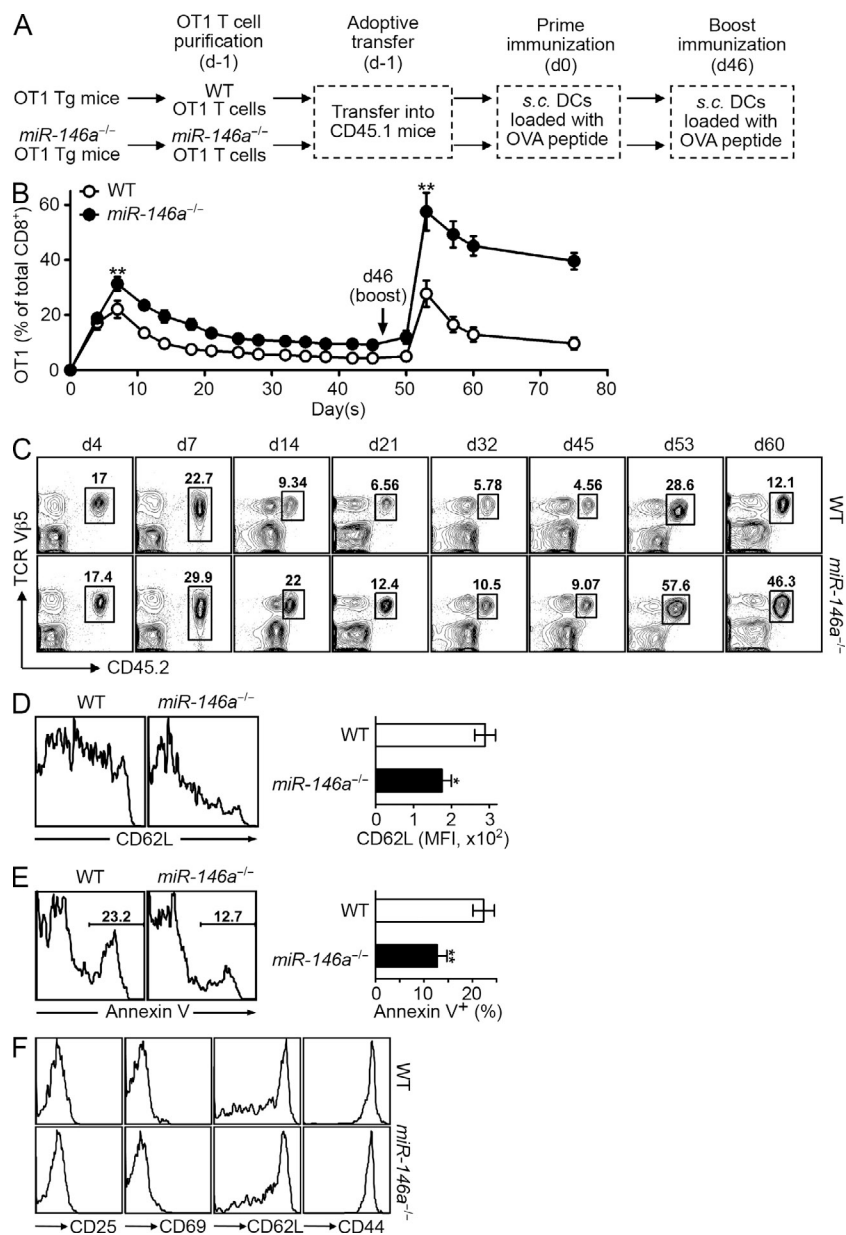 A
OT1 T cell purification (d-1)
Adoptive transfer (d-1)
Prime immunization (d0)
Boost immunization (d46)
OT1 Tg mice
WT OT1 T cells
miR-146a⁻/⁻ OT1 Tg mice
miR-146a⁻/⁻ OT1 T cells
Transfer into CD45.1 mice
s.c. DCs loaded with OVA peptide
s.c. DCs loaded with OVA peptide
B
WT
miR-146a⁻/⁻
OT1 (% of total CD8⁺)
60
40
20
0
**
**
d46 (boost)
0 10 20 30 40 50 60 70 80
Day(s)
C
d4 d7 d14 d21 d32 d45 d53 d60
17 22.7 9.34 6.56 5.78 4.56 28.6 12.1
WT
17.4 29.9 22 12.4 10.5 9.07 57.6 46.3
miR-146a⁻/⁻
TCR Vβ5
CD45.2
D
WT miR-146a⁻/⁻
CD62L
WT
miR-146a⁻/⁻
*
0 1 2 3
CD62L (MFI, x10²)
E
WT miR-146a⁻/⁻
23.2 12.7
Annexin V
WT
miR-146a⁻/⁻
**
0 10 20
Annexin V⁺ (%)
F
WT
miR-146a⁻/⁻
CD25 CD69 CD62L CD44